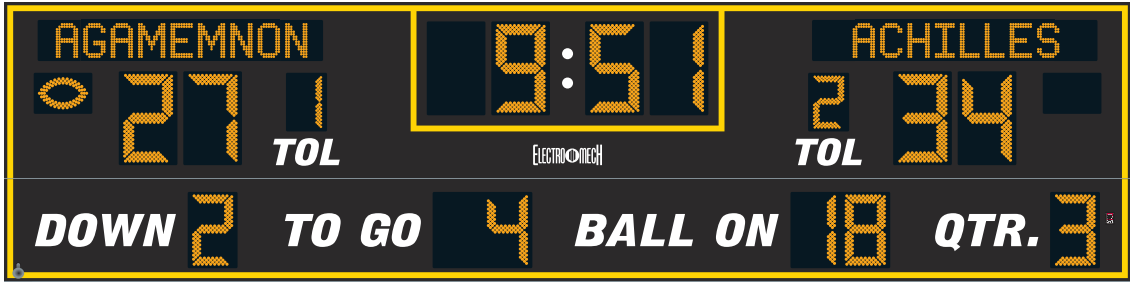 AGAMEMNON 9:51 ACHILLES
27 1 2 34
TOL TOL
ELECTRO MECH
DOWN 2 TO GO 4 BALL ON 18 QTR. 3